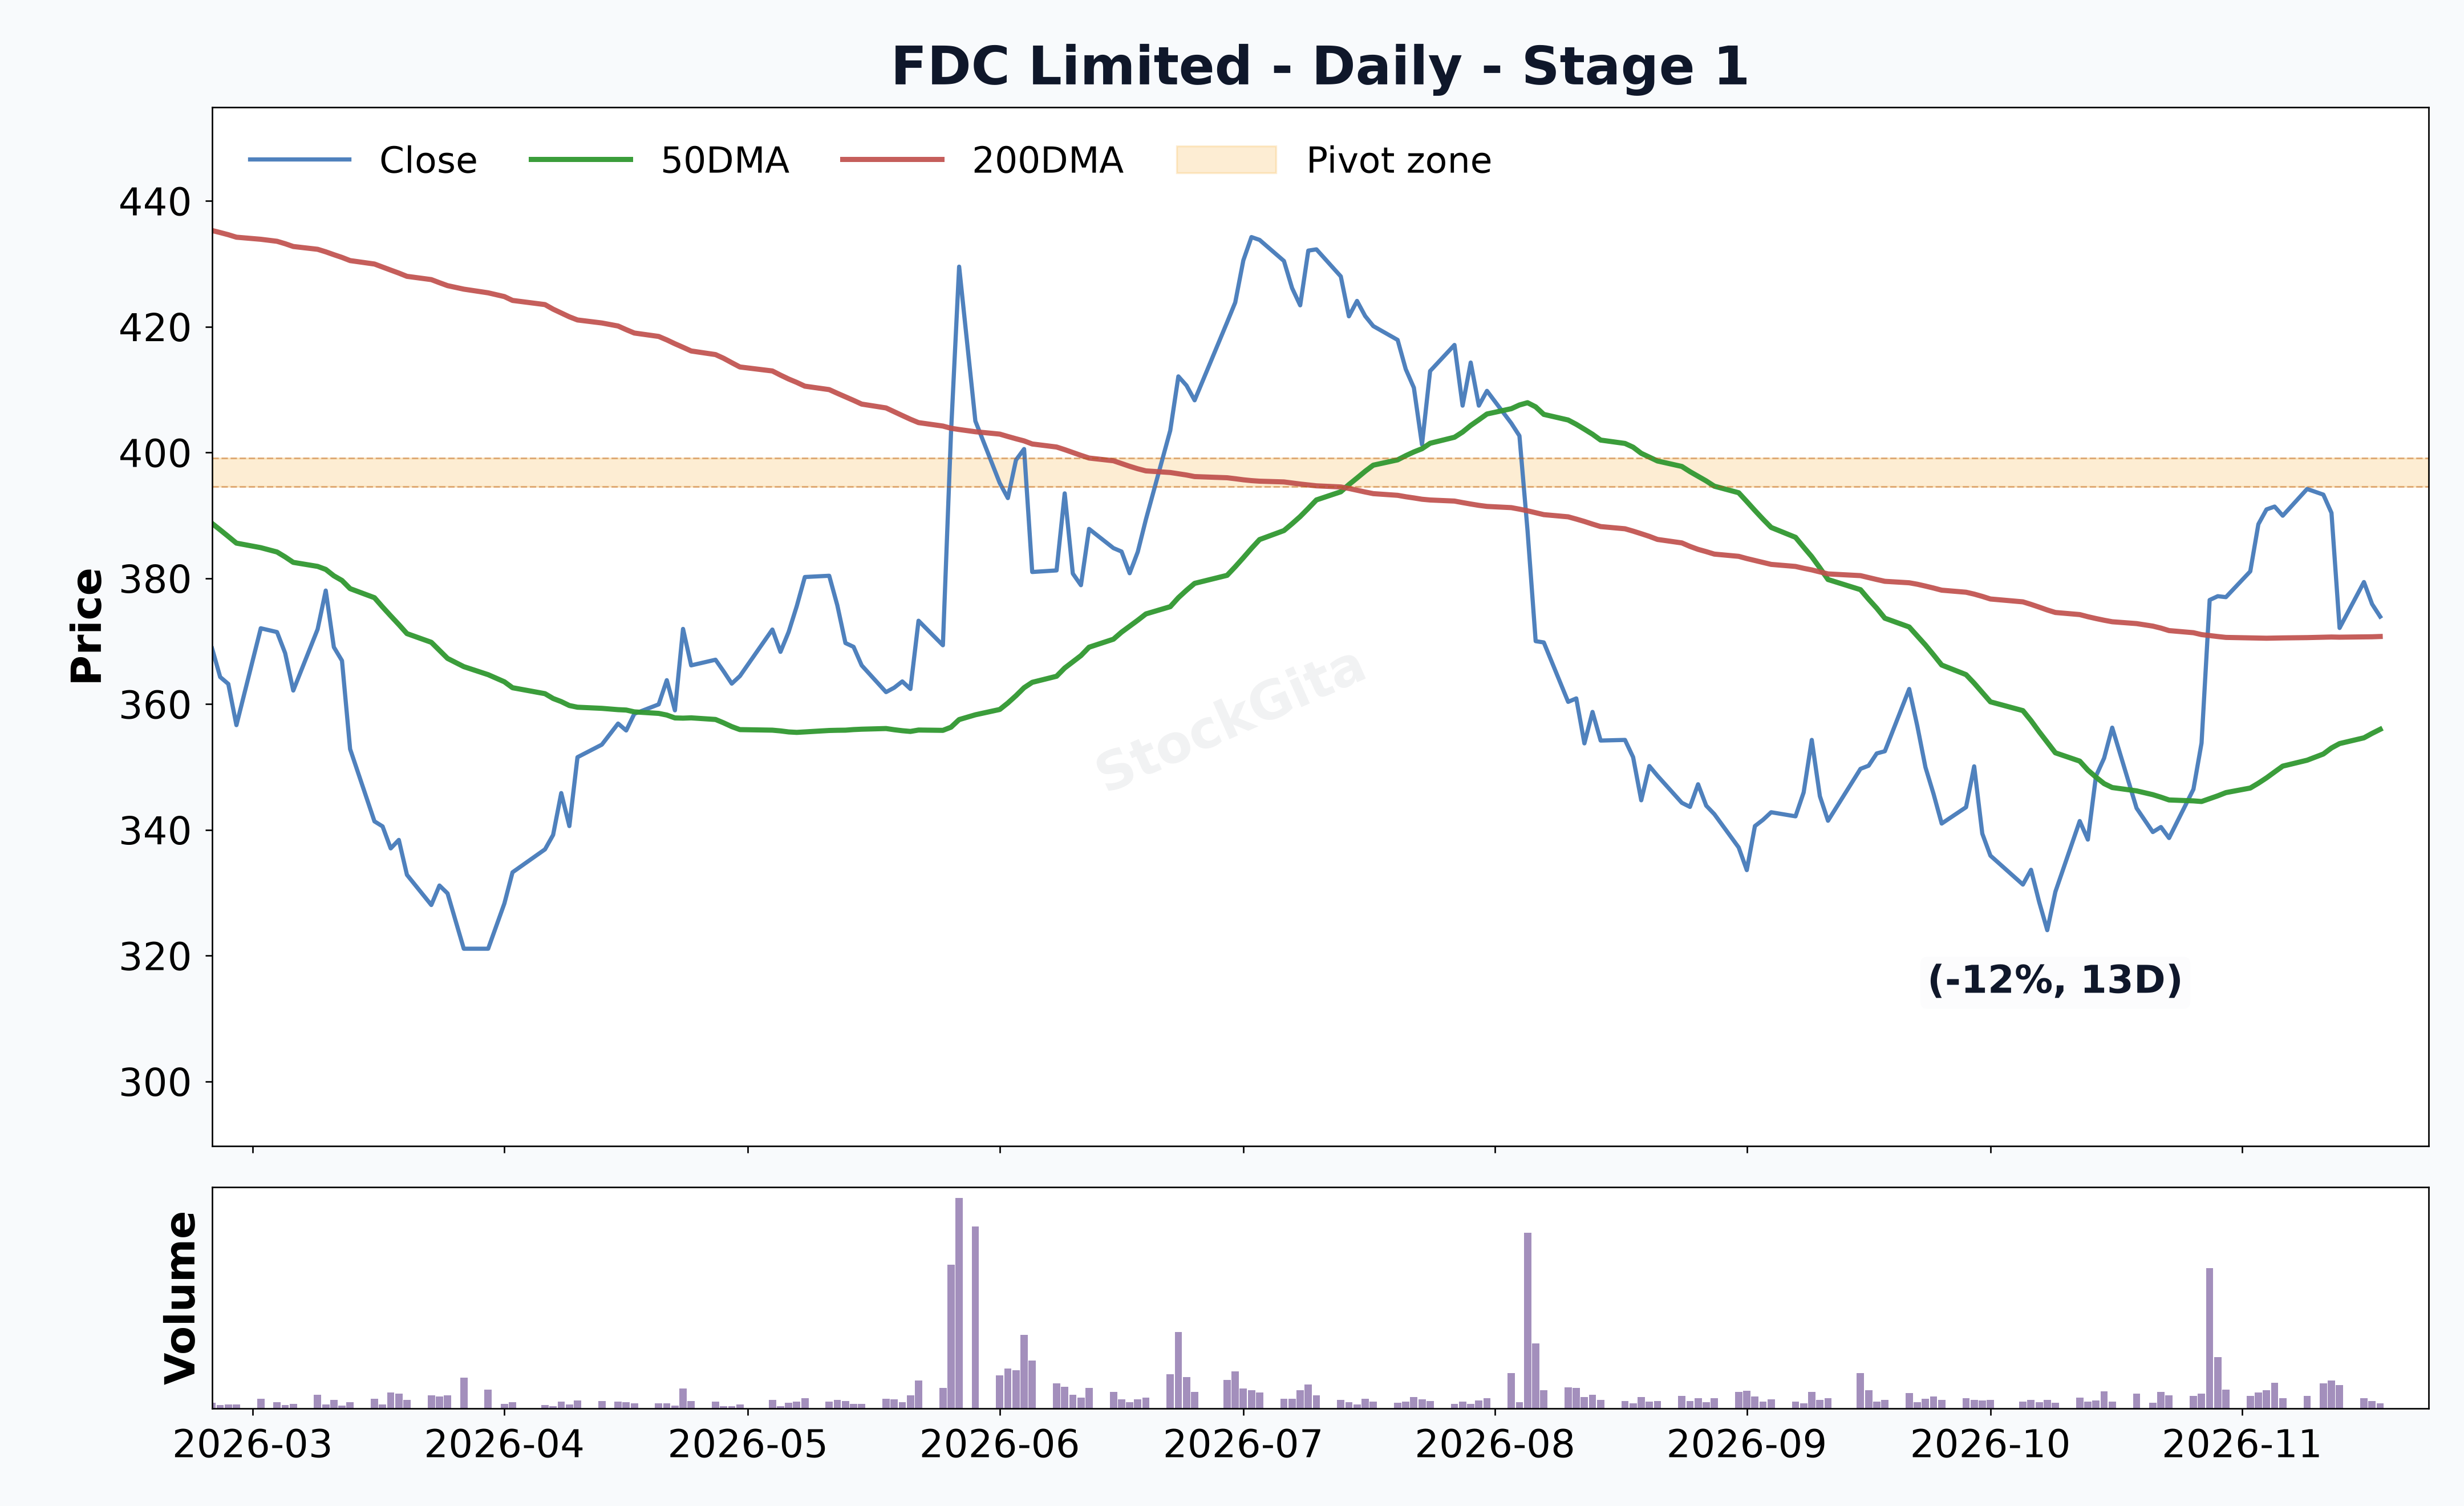 FDC Limited - Daily - Stage 1
Close 50DMA 200DMA Pivot zone
440
420
400
380
360
340
320
300
Price
StockGita
(-12%, 13D)
Volume
2026-03 2026-04 2026-05 2026-06 2026-07 2026-08 2026-09 2026-10 2026-11